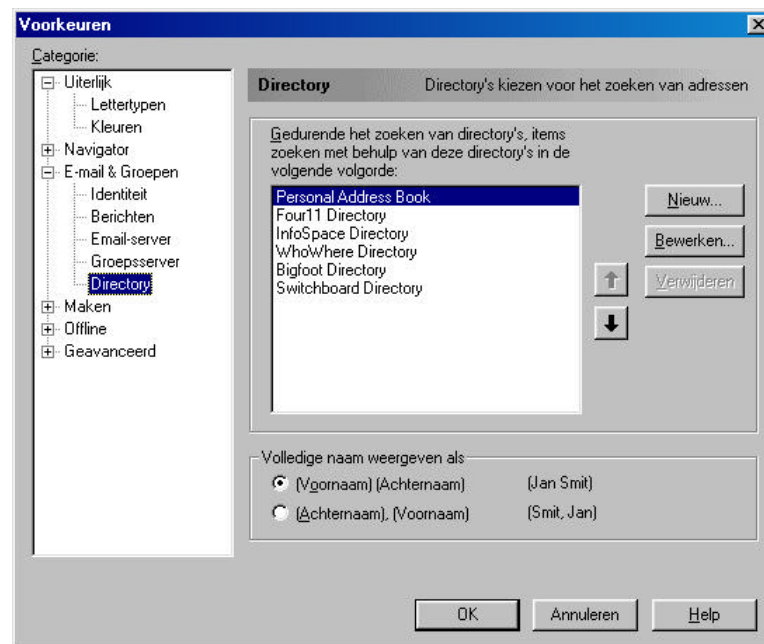 Voorkeuren
Categorie:
Uiterlijk
Lettertypen
Kleuren
Navigator
E-mail & Groepen
Identiteit
Berichten
Email-server
Groepsserver
Directory
Maken
Offline
Geavanceerd
Directory Directory's kiezen voor het zoeken van adressen
Gedurende het zoeken van directory's, items
zoeken met behulp van deze directory's in de
volgende volgorde:
Personal Address Book
Four11 Directory
InfoSpace Directory
WhoWhere Directory
Bigfoot Directory
Switchboard Directory
Nieuw...
Bewerken...
Verwijderen
Volledige naam weergeven als
(Voornaam) (Achternaam) (Jan Smit)
(Achternaam), (Voornaam) (Smit, Jan)
OK Annuleren Help